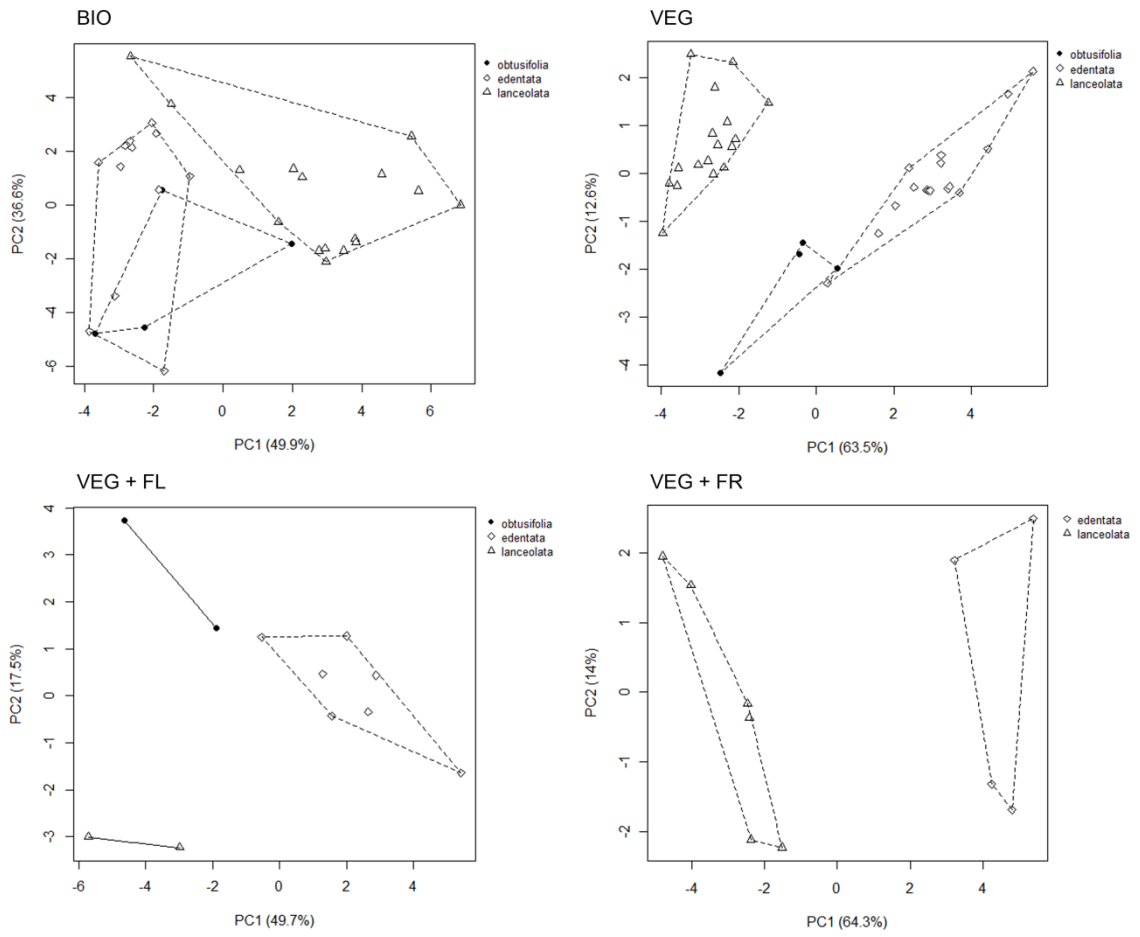 BIO
obtusifolia
edentata
lanceolata
PC2 (36.6%)
4
2
0
-2
-4
-6
-4
-2
0
2
4
6
PC1 (49.9%)
VEG
obtusifolia
edentata
lanceolata
PC2 (12.6%)
2
1
0
-1
-2
-3
-4
-4
-2
0
2
4
PC1 (63.5%)
VEG + FL
obtusifolia
edentata
lanceolata
PC2 (17.5%)
4
3
2
1
0
-1
-2
-3
-6
-4
-2
0
2
4
PC1 (49.7%)
VEG + FR
edentata
lanceolata
PC2 (14%)
2
1
0
-1
-2
-4
-2
0
2
4
PC1 (64.3%)